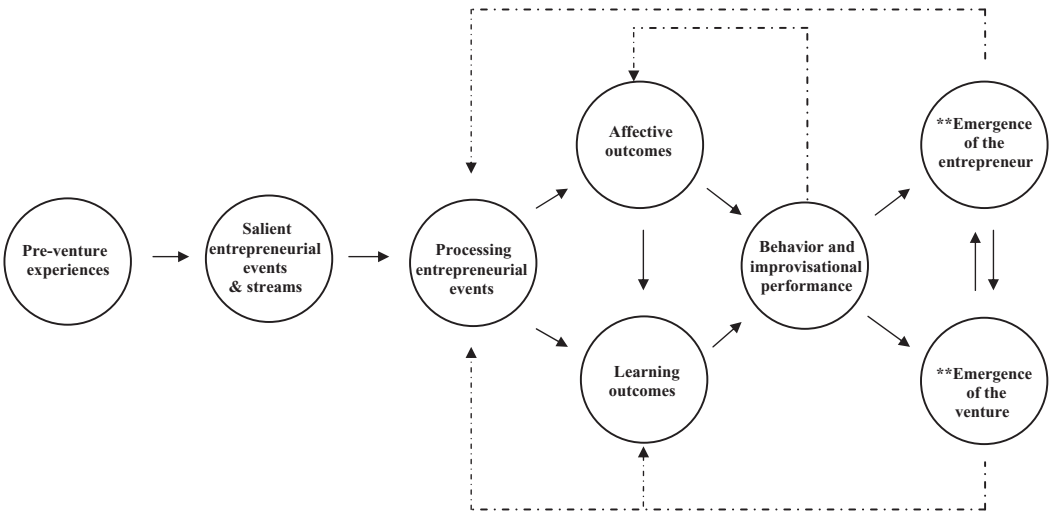 Pre-venture
experiences
Salient
entrepreneurial
events
& streams
Processing
entrepreneurial
events
Affective
outcomes
Learning
outcomes
Behavior and
improvisational
performance
**Emergence
of the
entrepreneur
**Emergence
of the
venture